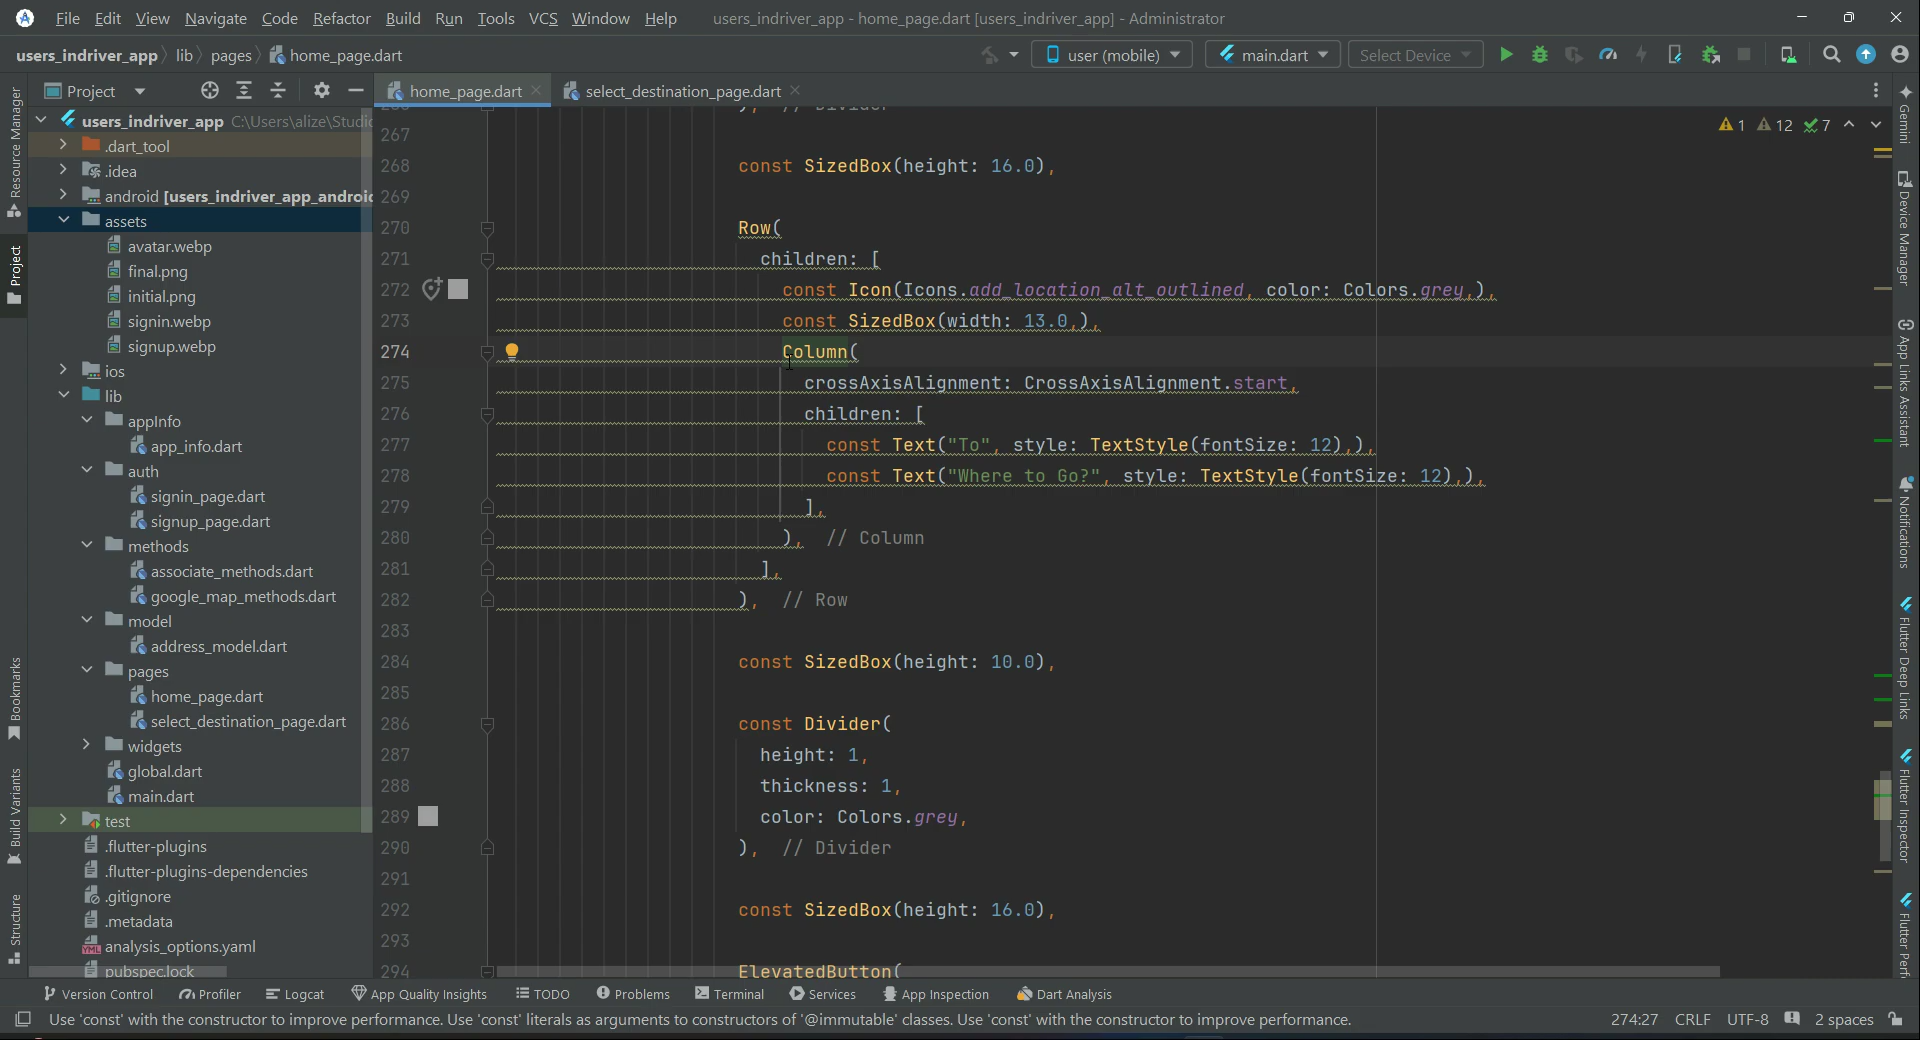 File Edit View Navigate Code Refactor Build Run Tools VCS Window Help users_indriver_app - home_page.dart [users_indriver_app] - Administrator
users_indriver_app lib pages home_page.dart user (mobile) main.dart Select Device
Project home_page.dart select_destination_page.dart
users_indriver_app C:\Users\alize\Studi
.dart_tool
.idea
android [users_indriver_app_android
assets
avatar.webp
final.png
initial.png
signin.webp
signup.webp
ios
lib
appInfo
app_info.dart
auth
signin_page.dart
signup_page.dart
methods
associate_methods.dart
google_map_methods.dart
model
address_model.dart
pages
home_page.dart
select_destination_page.dart
widgets
global.dart
main.dart
test
.flutter-plugins
.flutter-plugins-dependencies
.gitignore
.metadata
analysis_options.yaml
pubspec.lock
Resource Manager
Project
Bookmarks
Build Variants
Structure
), // Divider
267
268 const SizedBox(height: 16.0),
269
270 Row(
271 children: [
272 const Icon(Icons.add_location_alt_outlined, color: Colors.grey,),
273 const SizedBox(width: 13.0,),
274 Column(
275 crossAxisAlignment: CrossAxisAlignment.start,
276 children: [
277 const Text("To", style: TextStyle(fontSize: 12),),
278 const Text("Where to Go?", style: TextStyle(fontSize: 12),),
279 ],
280 ), // Column
281 ],
282 ), // Row
283
284 const SizedBox(height: 10.0),
285
286 const Divider(
287 height: 1,
288 thickness: 1,
289 color: Colors.grey,
290 ), // Divider
291
292 const SizedBox(height: 16.0),
293
294 ElevatedButton(
1 12 7
Gemini
Device Manager
App Links Assistant
Notifications
Flutter Deep Links
Flutter Inspector
Flutter Perf
Version Control Profiler Logcat App Quality Insights TODO Problems Terminal Services App Inspection Dart Analysis
Use 'const' with the constructor to improve performance. Use 'const' literals as arguments to constructors of '@immutable' classes. Use 'const' with the constructor to improve performance. 274:27 CRLF UTF-8 2 spaces